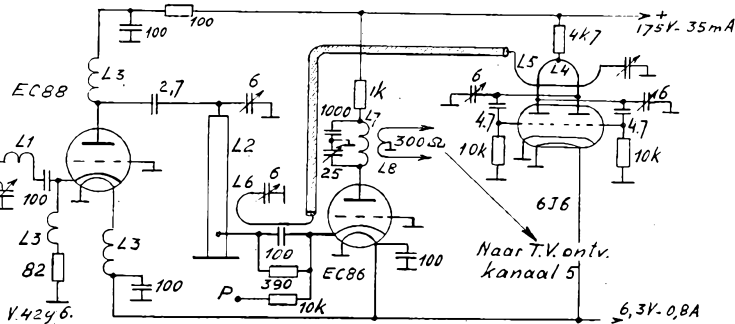 100
100
+
175V-35mA
4k7
L3
EC88
2,7
6
L5
L4
6
6
1k
1000
L7
300Ω
L8
25
4.7
4.7
10k
10k
L1
100
L2
L6
6
6J6
L3
L3
82
100
100
390
10k
P
EC86
100
Naar T.V. ontv.
kanaal 5
V.42y6.
6,3V-0,8A